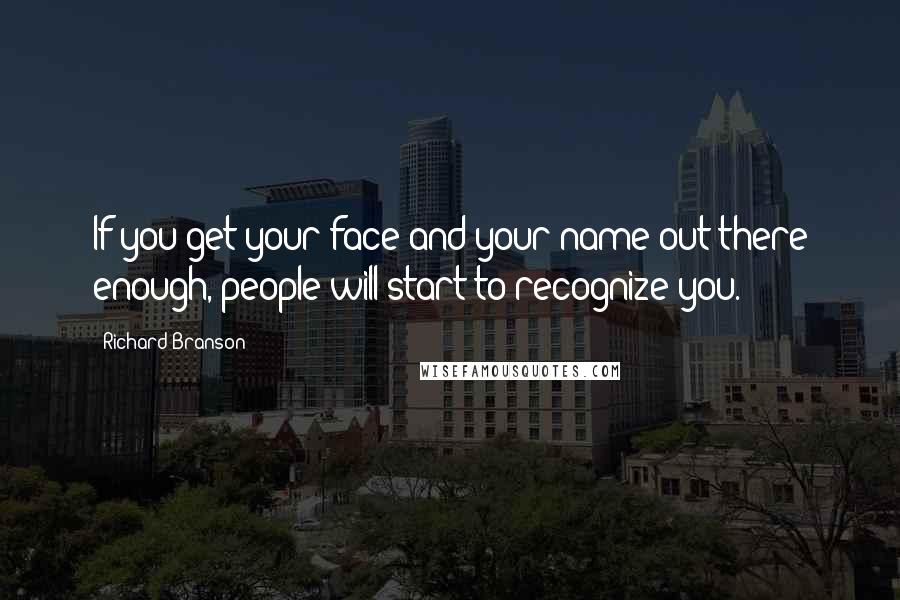 If you get your face and your name out there
enough, people will start to recognize you.
Richard Branson
WISEFAMOUSQUOTES.COM